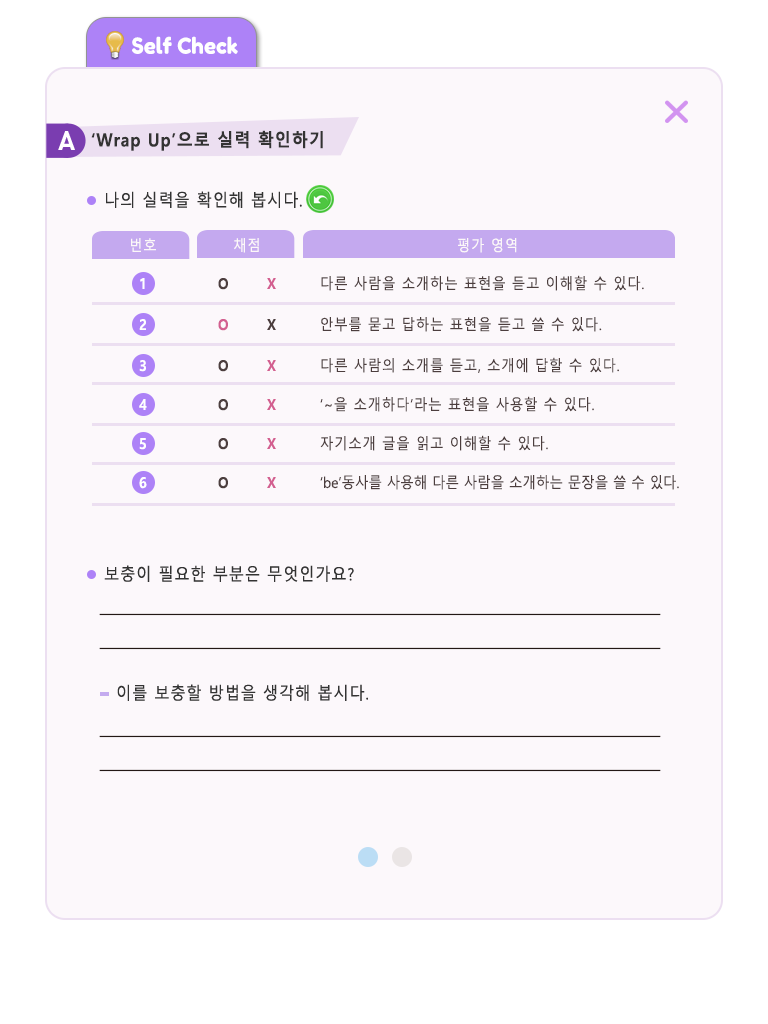 Self Check
A 'Wrap Up'으로 실력 확인하기
나의 실력을 확인해 봅시다.
번호 채점 평가 영역
1 O X 다른 사람을 소개하는 표현을 듣고 이해할 수 있다.
2 O X 안부를 묻고 답하는 표현을 듣고 쓸 수 있다.
3 O X 다른 사람의 소개를 듣고, 소개에 답할 수 있다.
4 O X '~을 소개하다'라는 표현을 사용할 수 있다.
5 O X 자기소개 글을 읽고 이해할 수 있다.
6 O X 'be'동사를 사용해 다른 사람을 소개하는 문장을 쓸 수 있다.
보충이 필요한 부분은 무엇인가요?
이를 보충할 방법을 생각해 봅시다.